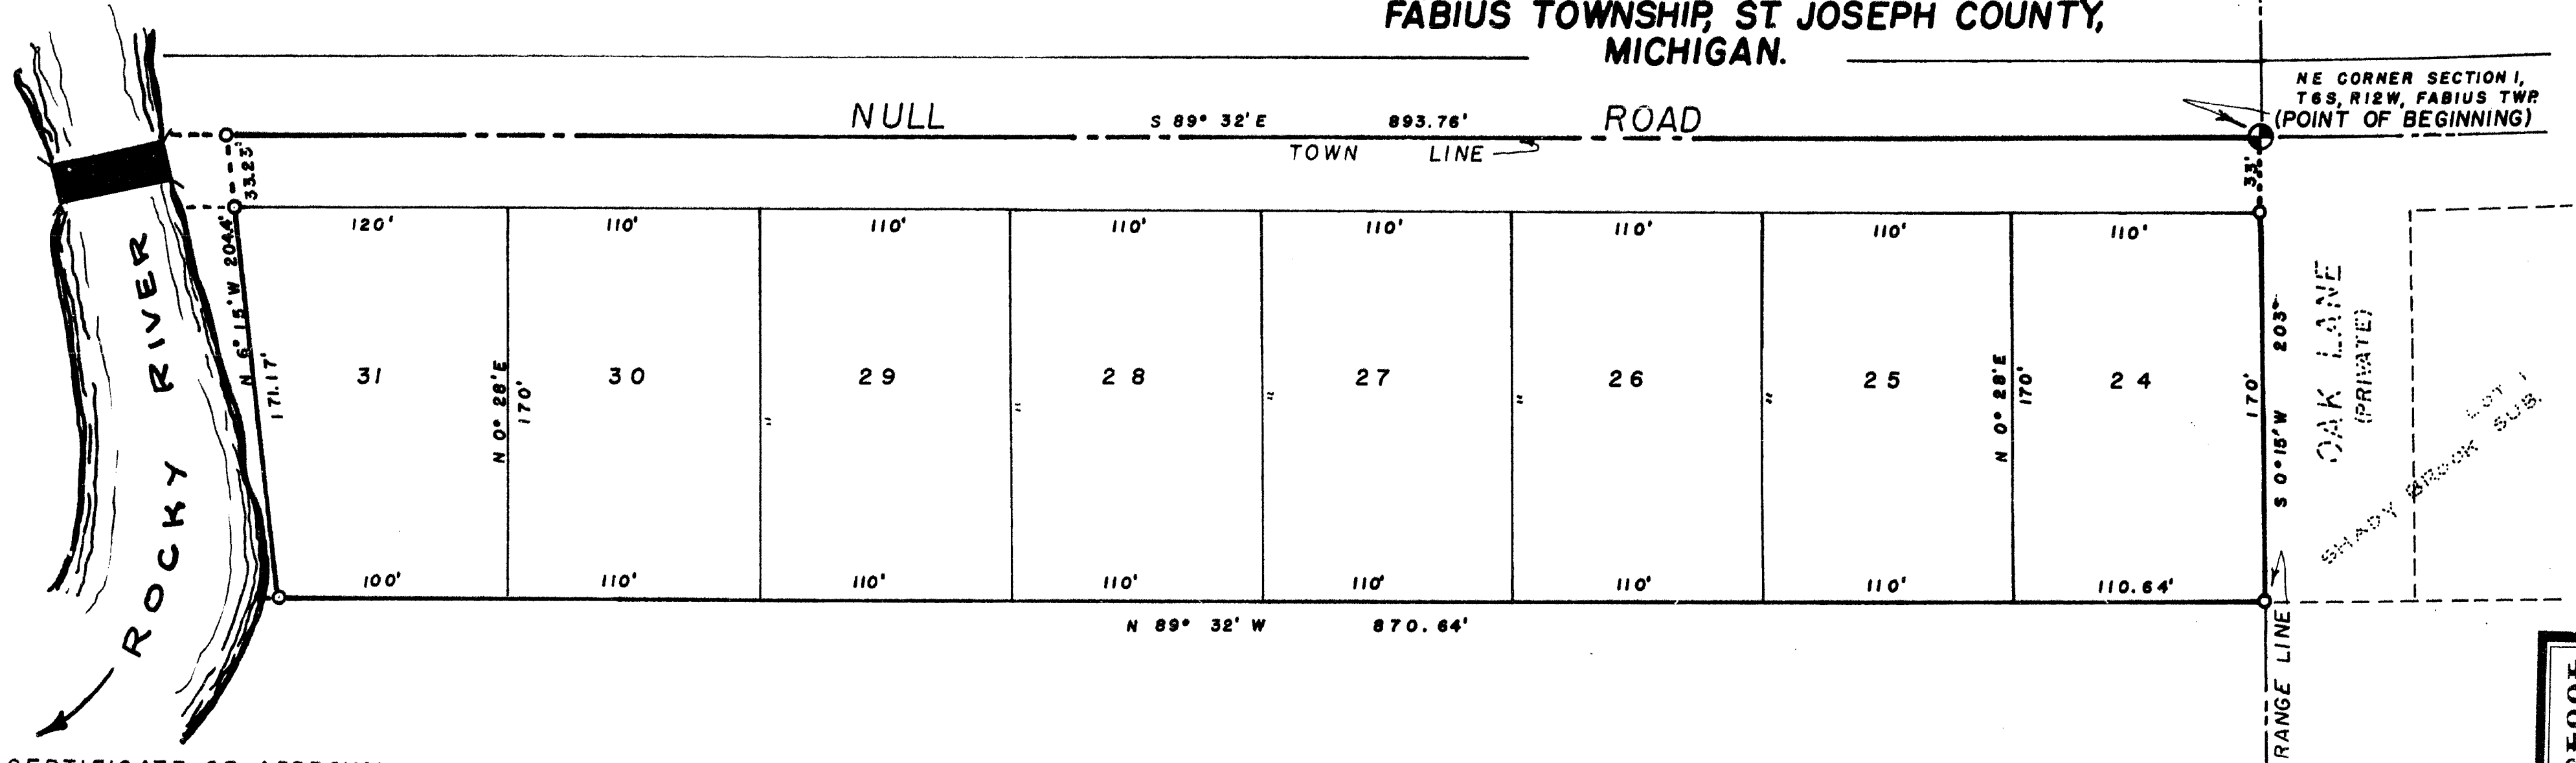 FABIUS TOWNSHIP, ST. JOSEPH COUNTY,
MICHIGAN.
NE CORNER SECTION 1,
T6S, R12W, FABIUS TWP.
(POINT OF BEGINNING)
NULL ROAD
S 89° 32' E 893.76'
TOWN LINE
33.23'
33'
120' 110' 110' 110' 110' 110' 110' 110'
N 6° 15' W 204.4'
171.17'
ROCKY RIVER
31 30 29 28 27 26 25 24
N 0° 28' E
170'
" " " " "
N 0° 28' E
170'
170'
S 0° 15' W 203'
OAK LANE
(PRIVATE)
LOT 1
SHADY BROOK SUB.
100' 110' 110' 110' 110' 110' 110' 110.64'
N 89° 32' W 870.64'
RANGE LINE